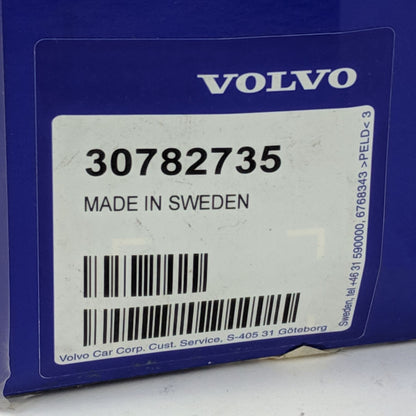 VOLVO
30782735
MADE IN SWEDEN
Volvo Car Corp. Cust. Service, S-405 31 Göteborg
Sweden, tel.+46 31 590000, 6768343 >PELD< 3